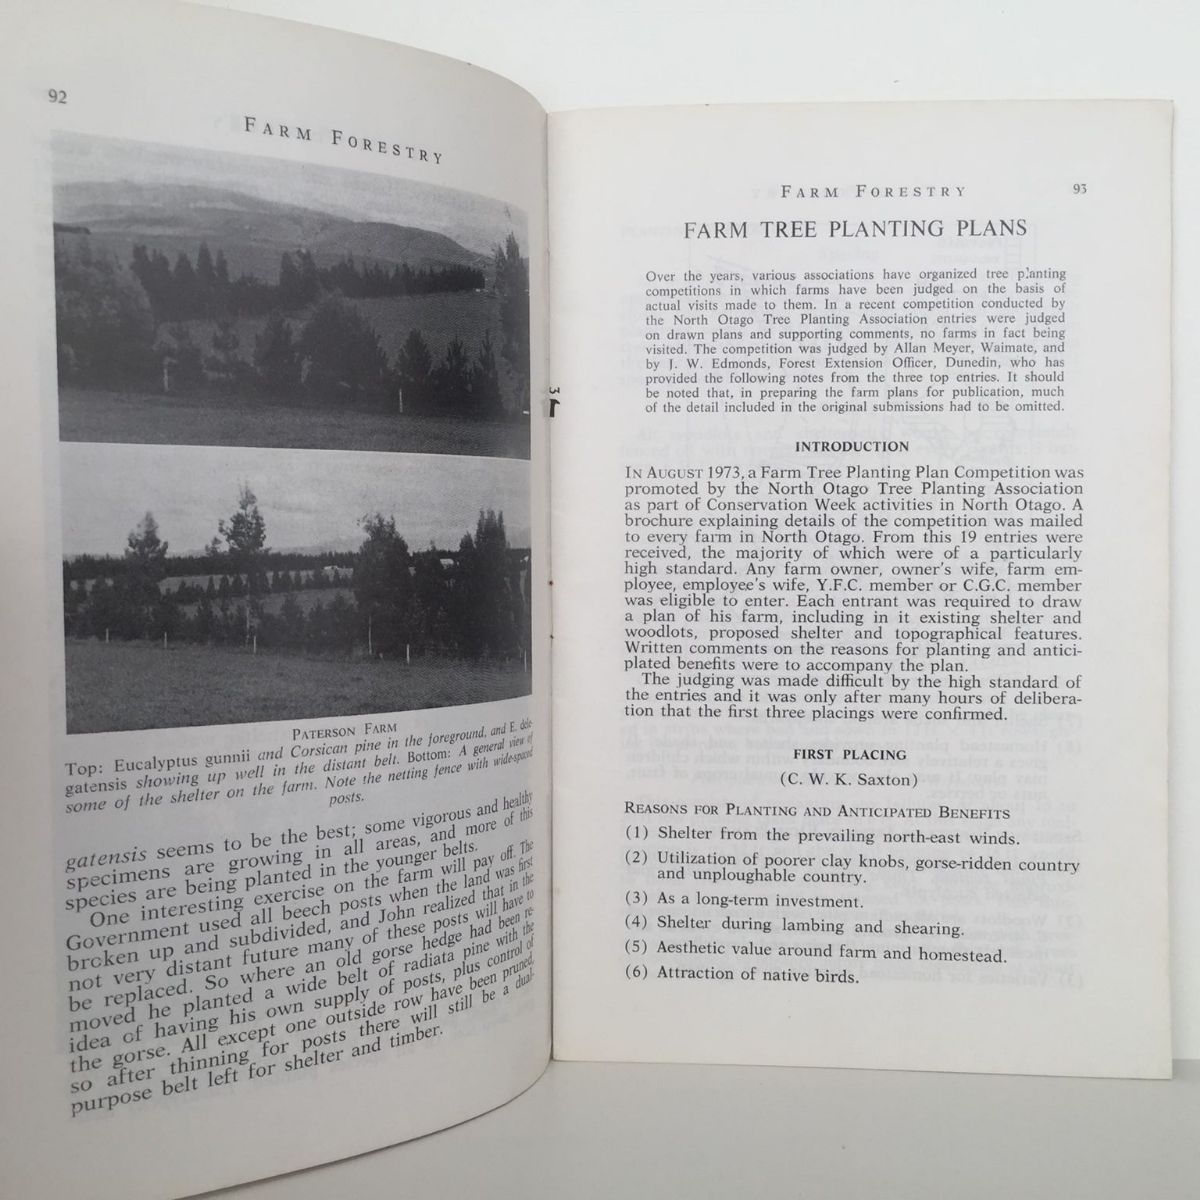 92
FARM FORESTRY
PATERSON FARM
Top: Eucalyptus gunnii and Corsican pine in the foreground, and E. dele-
gatensis showing up well in the distant belt. Bottom: A general view of
some of the shelter on the farm. Note the netting fence with wide-spaced
posts.
gatensis seems to be the best; some vigorous and healthy
specimens are growing in all areas, and more of this
species are being planted in the younger belts.
One interesting exercise on the farm will pay off. The
Government used all beech posts when the land was first
broken up and subdivided, and John realized that in the
not very distant future many of these posts will have to
be replaced. So where an old gorse hedge had been re-
moved he planted a wide belt of radiata pine with the
idea of having his own supply of posts, plus control of
the gorse. All except one outside row have been pruned,
so after thinning for posts there will still be a dual-
purpose belt left for shelter and timber.
FARM FORESTRY
93
FARM TREE PLANTING PLANS
Over the years, various associations have organized tree planting
competitions in which farms have been judged on the basis of
actual visits made to them. In a recent competition conducted by
the North Otago Tree Planting Association entries were judged
on drawn plans and supporting comments, no farms in fact being
visited. The competition was judged by Allan Meyer, Waimate, and
by J. W. Edmonds, Forest Extension Officer, Dunedin, who has
provided the following notes from the three top entries. It should
be noted that, in preparing the farm plans for publication, much
of the detail included in the original submissions had to be omitted.
INTRODUCTION
IN AUGUST 1973, a Farm Tree Planting Plan Competition was
promoted by the North Otago Tree Planting Association
as part of Conservation Week activities in North Otago. A
brochure explaining details of the competition was mailed
to every farm in North Otago. From this 19 entries were
received, the majority of which were of a particularly
high standard. Any farm owner, owner's wife, farm em-
ployee, employee's wife, Y.F.C. member or C.G.C. member
was eligible to enter. Each entrant was required to draw
a plan of his farm, including in it existing shelter and
woodlots, proposed shelter and topographical features.
Written comments on the reasons for planting and antici-
plated benefits were to accompany the plan.
The judging was made difficult by the high standard of
the entries and it was only after many hours of delibera-
tion that the first three placings were confirmed.
FIRST PLACING
(C. W. K. Saxton)
REASONS FOR PLANTING AND ANTICIPATED BENEFITS
(1) Shelter from the prevailing north-east winds.
(2) Utilization of poorer clay knobs, gorse-ridden country
and unploughable country.
(3) As a long-term investment.
(4) Shelter during lambing and shearing.
(5) Aesthetic value around farm and homestead.
(6) Attraction of native birds.